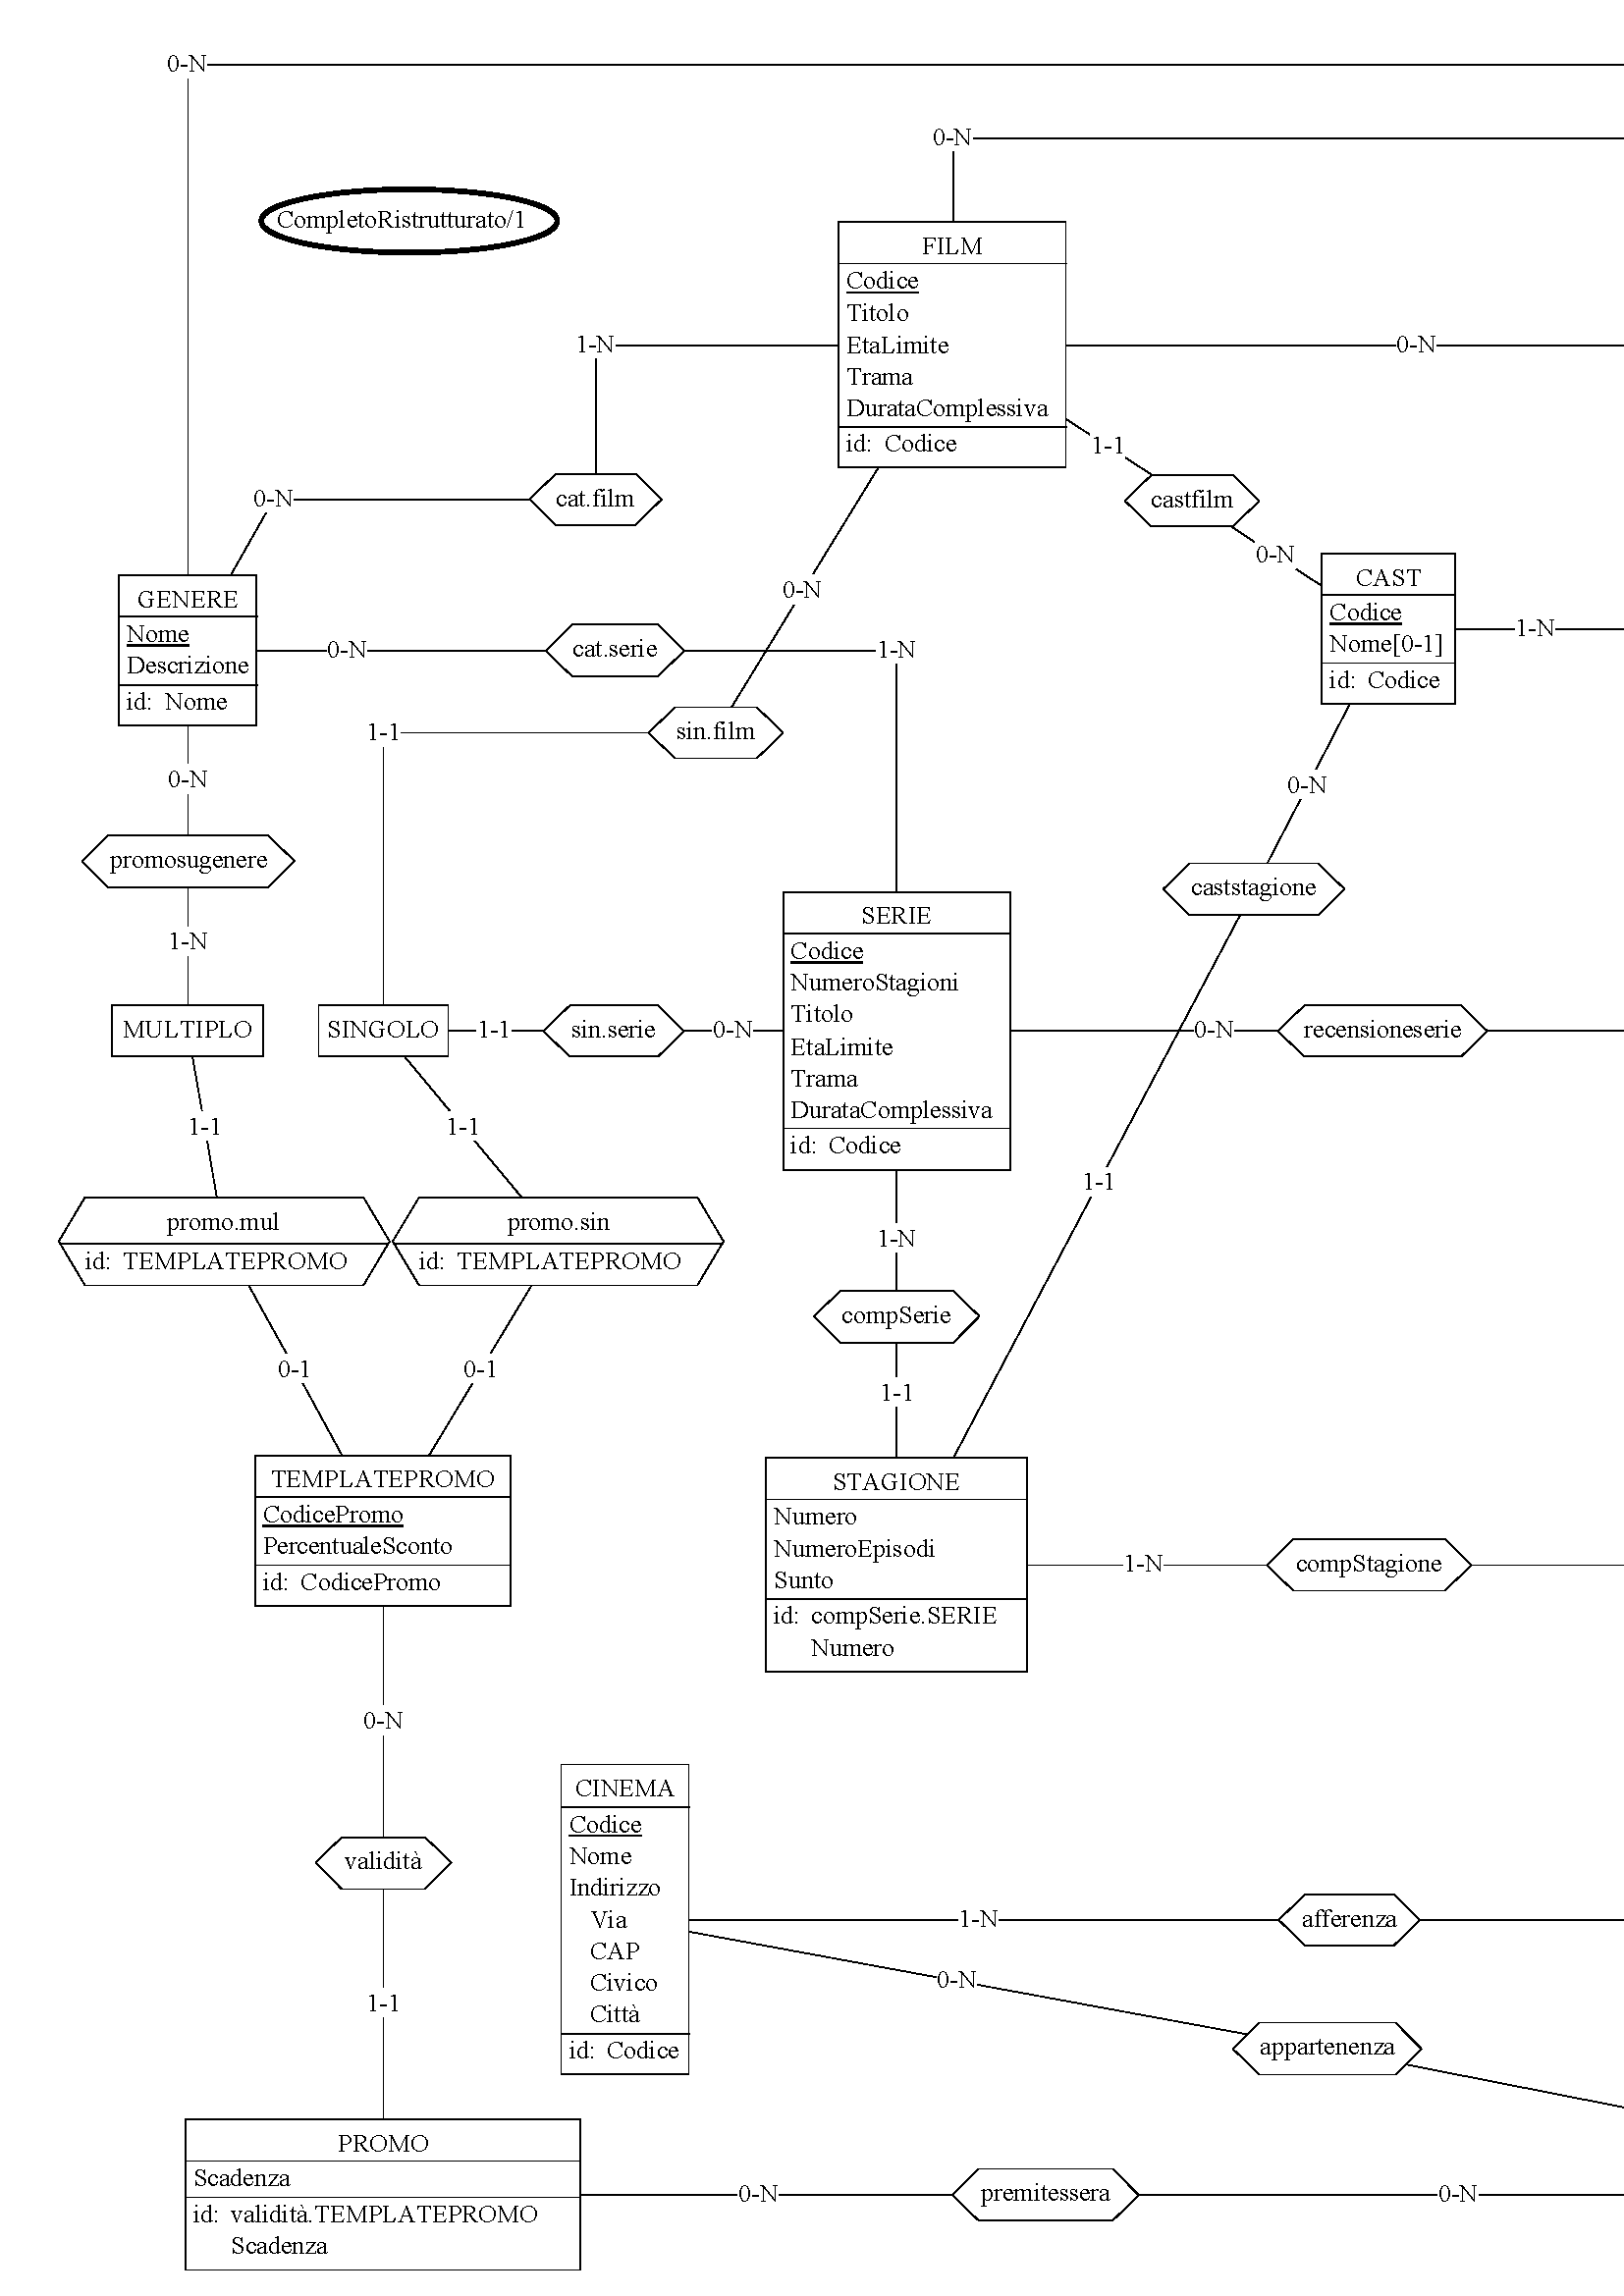 0-N
0-N
CompletoRistrutturato/1
FILM
Codice
Titolo
EtaLimite
Trama
DurataComplessiva
id: Codice
1-N
0-N
1-1
cat.film
0-N
castfilm
0-N
CAST
Codice
Nome[0-1]
id: Codice
1-N
0-N
GENERE
Nome
Descrizione
id: Nome
0-N
cat.serie
1-N
1-1
sin.film
0-N
promosugenere
1-N
0-N
caststagione
1-1
SERIE
Codice
NumeroStagioni
Titolo
EtaLimite
Trama
DurataComplessiva
id: Codice
MULTIPLO
SINGOLO
1-1
sin.serie
0-N
0-N
recensioneserie
1-1
1-1
promo.mul
id: TEMPLATEPROMO
promo.sin
id: TEMPLATEPROMO
1-N
compSerie
1-1
0-1
0-1
TEMPLATEPROMO
CodicePromo
PercentualeSconto
id: CodicePromo
STAGIONE
Numero
NumeroEpisodi
Sunto
id: compSerie.SERIE
Numero
1-N
compStagione
0-N
validità
1-1
CINEMA
Codice
Nome
Indirizzo
Via
CAP
Civico
Città
id: Codice
1-N
afferenza
0-N
appartenenza
PROMO
Scadenza
id: validità.TEMPLATEPROMO
Scadenza
0-N
premitessera
0-N